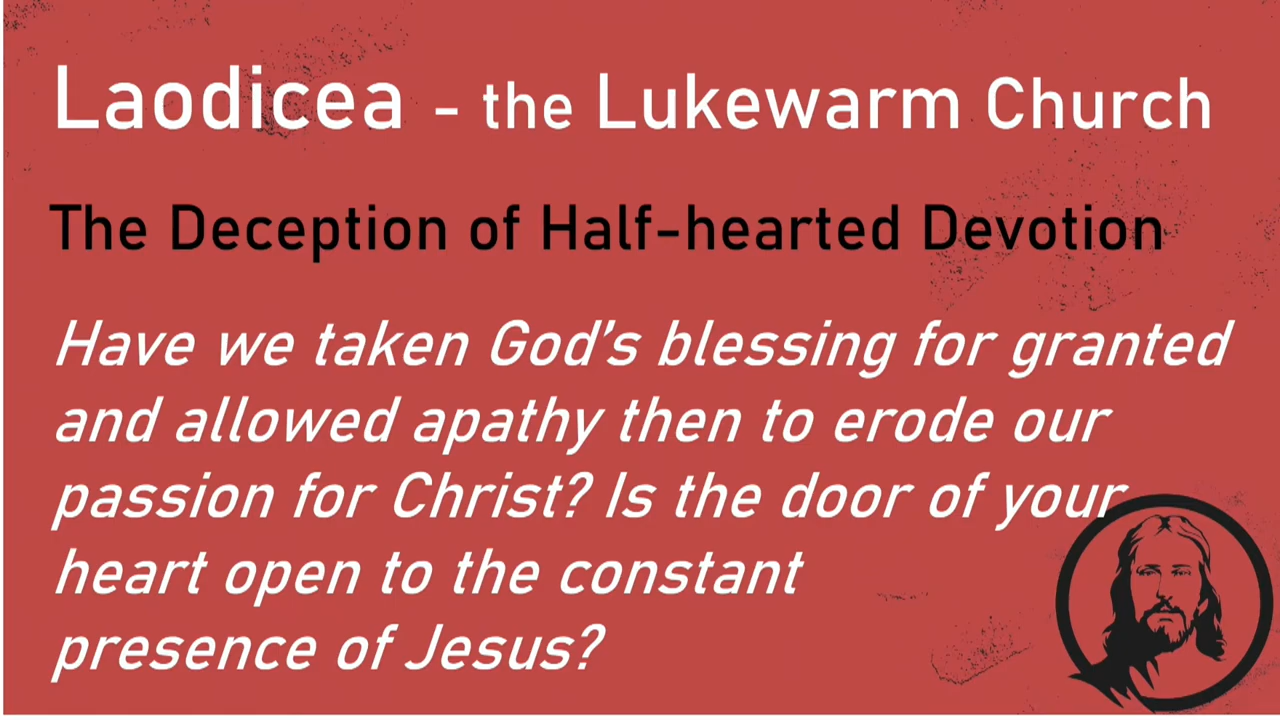 Laodicea - the Lukewarm Church
The Deception of Half-hearted Devotion
Have we taken God's blessing for granted
and allowed apathy then to erode our
passion for Christ? Is the door of your
heart open to the constant
presence of Jesus?